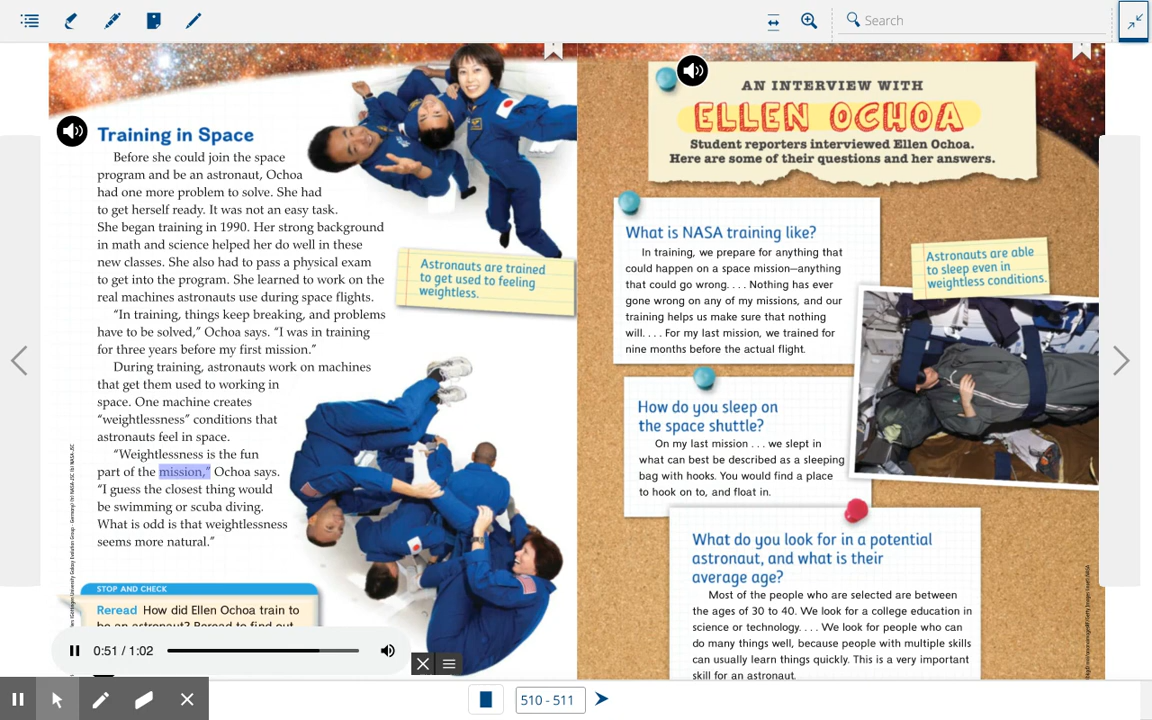 Search
Training in Space
Before she could join the space
program and be an astronaut, Ochoa
had one more problem to solve. She had
to get herself ready. It was not an easy task.
She began training in 1990. Her strong background
in math and science helped her do well in these
new classes. She also had to pass a physical exam
to get into the program. She learned to work on the
real machines astronauts use during space flights.
“In training, things keep breaking, and problems
have to be solved,” Ochoa says. “I was in training
for three years before my first mission.”
During training, astronauts work on machines
that get them used to working in
space. One machine creates
“weightlessness” conditions that
astronauts feel in space.
“Weightlessness is the fun
part of the mission,” Ochoa says.
“I guess the closest thing would
be swimming or scuba diving.
What is odd is that weightlessness
seems more natural.”
Astronauts are trained
to get used to feeling
weightless.
STOP AND CHECK
Reread How did Ellen Ochoa train to
be an astronaut? Reread to find out
0:51 / 1:02
AN INTERVIEW WITH
ELLEN OCHOA
Student reporters interviewed Ellen Ochoa.
Here are some of their questions and her answers.
What is NASA training like?
In training, we prepare for anything that
could happen on a space mission—anything
that could go wrong. . . . Nothing has ever
gone wrong on any of my missions, and our
training helps us make sure that nothing
will. . . . For my last mission, we trained for
nine months before the actual flight.
Astronauts are able
to sleep even in
weightless conditions.
How do you sleep on
the space shuttle?
On my last mission . . . we slept in
what can best be described as a sleeping
bag with hooks. You would find a place
to hook on to, and float in.
What do you look for in a potential
astronaut, and what is their
average age?
Most of the people who are selected are between
the ages of 30 to 40. We look for a college education in
science or technology. . . . We look for people who can
do many things well, because people with multiple skills
can usually learn things quickly. This is a very important
skill for an astronaut.
510 - 511